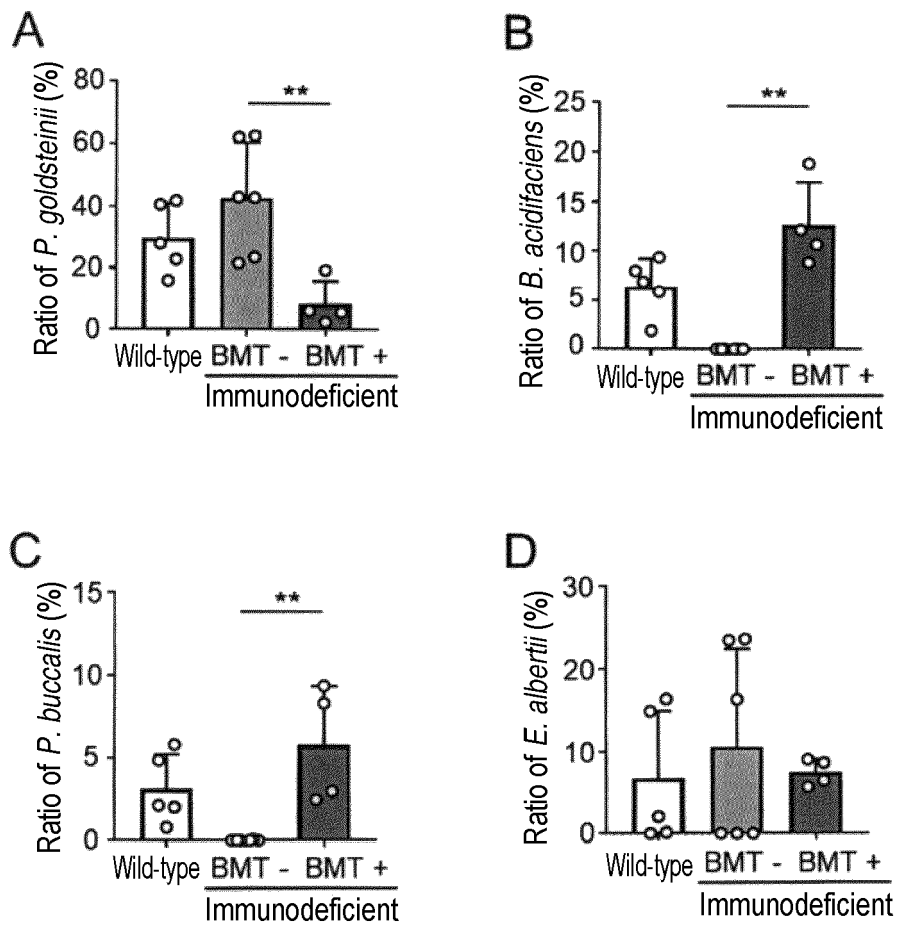 A
Ratio of P. goldsteinii (%)
80
60
40
20
0
**
Wild-type BMT - BMT +
Immunodeficient
B
Ratio of B. acidifaciens (%)
25
20
15
10
5
0
**
Wild-type BMT - BMT +
Immunodeficient
C
Ratio of P. buccalis (%)
15
10
5
0
**
Wild-type BMT - BMT +
Immunodeficient
D
Ratio of E. albertii (%)
30
20
10
0
Wild-type BMT - BMT +
Immunodeficient